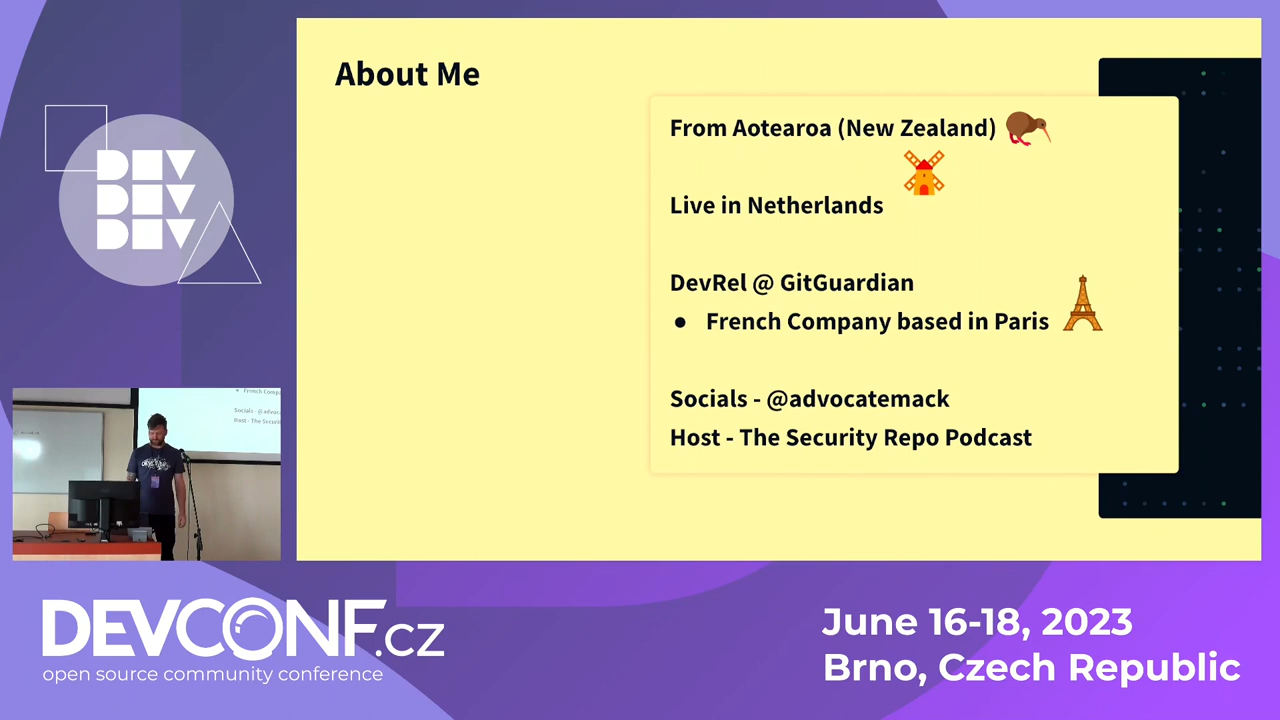 About Me
From Aotearoa (New Zealand)
Live in Netherlands
DevRel @ GitGuardian
● French Company based in Paris
Socials - @advocatemack
Host - The Security Repo Podcast
DEV
DEV
DEV
DEVCONF.cz
open source community conference
June 16-18, 2023
Brno, Czech Republic